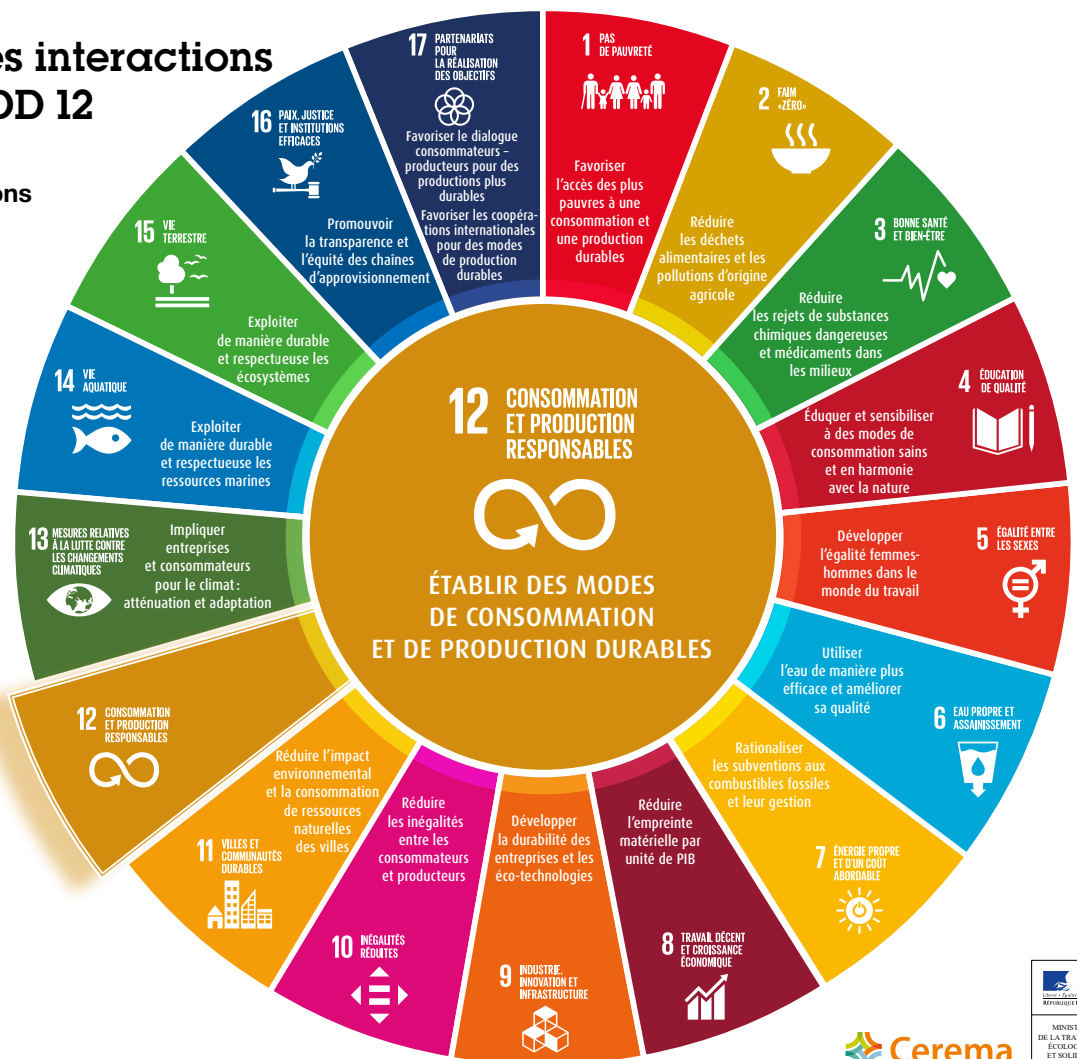 es interactions
OD 12
ons
17 PARTENARIATS
POUR
LA RÉALISATION
DES OBJECTIFS
Favoriser le dialogue
consommateurs –
producteurs pour des
productions plus
durables
Favoriser les coopéra-
tions internationales
pour des modes
de production
durables
1 PAS
DE PAUVRETÉ
Favoriser
l'accès des plus
pauvres à une
consommation et
une production
durables
2 FAIM
«ZÉRO»
Réduire
les déchets
alimentaires et les
pollutions d'origine
agricole
3 BONNE SANTÉ
ET BIEN-ÊTRE
Réduire
les rejets de substances
chimiques dangereuses
et médicaments dans
les milieux
4 ÉDUCATION
DE QUALITÉ
Éduquer et sensibiliser
à des modes de
consommation sains
et en harmonie
avec la nature
5 ÉGALITÉ ENTRE
LES SEXES
Développer
l'égalité femmes-
hommes dans le
monde du travail
6 EAU PROPRE ET
ASSAINISSEMENT
Utiliser
l'eau de manière plus
efficace et améliorer
sa qualité
7 ÉNERGIE PROPRE
ET D'UN COÛT
ABORDABLE
Rationaliser
les subventions aux
combustibles fossiles
et leur gestion
8 TRAVAIL DÉCENT
ET CROISSANCE
ÉCONOMIQUE
Réduire
l'empreinte
matérielle par
unité de PIB
9 INDUSTRIE,
INNOVATION ET
INFRASTRUCTURE
Développer
la durabilité des
entreprises et les
éco-technologies
10 INÉGALITÉS
RÉDUITES
Réduire
les inégalités
entre les
consommateurs
et producteurs
11 VILLES ET
COMMUNAUTÉS
DURABLES
Réduire l'impact
environnemental
et la consommation
de ressources
naturelles
des villes
12 CONSOMMATION
ET PRODUCTION
RESPONSABLES
13 MESURES RELATIVES
À LA LUTTE CONTRE
LES CHANGEMENTS
CLIMATIQUES
Impliquer
entreprises
et consommateurs
pour le climat :
atténuation et adaptation
14 VIE
AQUATIQUE
Exploiter
de manière durable
et respectueuse les
ressources marines
15 VIE
TERRESTRE
Exploiter
de manière durable
et respectueuse les
écosystèmes
16 PAIX, JUSTICE
ET INSTITUTIONS
EFFICACES
Promouvoir
la transparence et
l'équité des chaînes
d'approvisionnement
12 CONSOMMATION
ET PRODUCTION
RESPONSABLES
ÉTABLIR DES MODES
DE CONSOMMATION
ET DE PRODUCTION DURABLES
Cerema
MINIST
DE LA TRA
ÉCOLO
ET SOLI